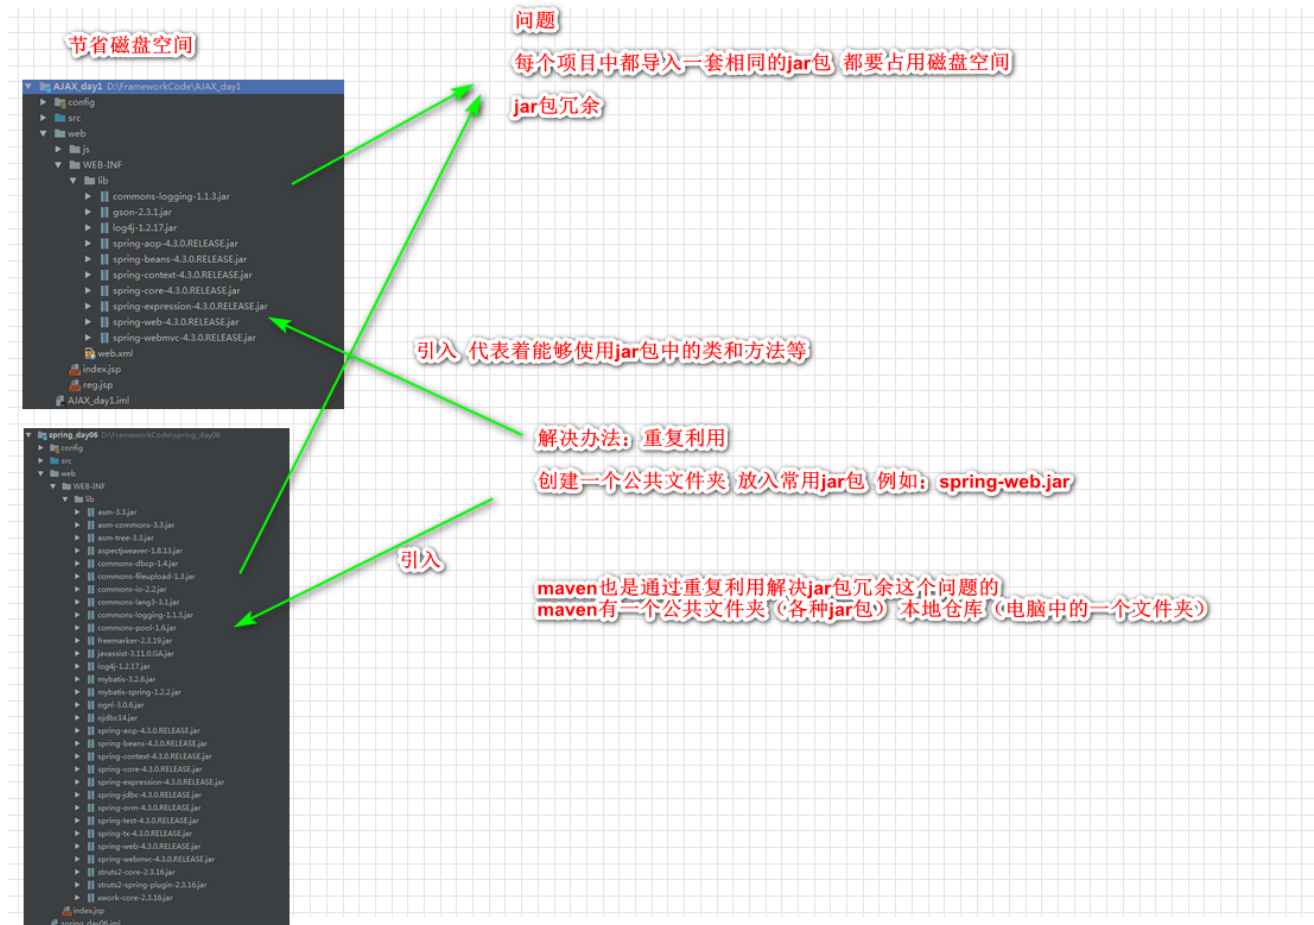 节省磁盘空间
AJAX_day1 D:\FrameworkCode\AJAX_day1
config
src
web
js
WEB-INF
lib
commons-logging-1.1.3.jar
gson-2.3.1.jar
log4j-1.2.17.jar
spring-aop-4.3.0.RELEASE.jar
spring-beans-4.3.0.RELEASE.jar
spring-context-4.3.0.RELEASE.jar
spring-core-4.3.0.RELEASE.jar
spring-expression-4.3.0.RELEASE.jar
spring-web-4.3.0.RELEASE.jar
spring-webmvc-4.3.0.RELEASE.jar
web.xml
index.jsp
reg.jsp
AJAX_day1.iml
问题
每个项目中都导入一套相同的jar包 都要占用磁盘空间
jar包冗余
引入 代表着能够使用jar包中的类和方法等
解决办法：重复利用
创建一个公共文件夹 放入常用jar包 例如：spring-web.jar
引入
maven也是通过重复利用解决jar包冗余这个问题的
maven有一个公共文件夹（各种jar包） 本地仓库（电脑中的一个文件夹）
spring_day06 D:\FrameworkCode\spring_day06
config
src
web
WEB-INF
lib
asm-3.3.jar
asm-commons-3.3.jar
asm-tree-3.3.jar
aspectjweaver-1.8.13.jar
commons-dbcp-1.4.jar
commons-fileupload-1.3.jar
commons-io-2.2.jar
commons-lang3-3.1.jar
commons-logging-1.1.3.jar
commons-pool-1.6.jar
freemarker-2.3.19.jar
javassist-3.11.0.GA.jar
log4j-1.2.17.jar
mybatis-3.2.6.jar
mybatis-spring-1.2.2.jar
ognl-3.0.6.jar
ojdbc14.jar
spring-aop-4.3.0.RELEASE.jar
spring-beans-4.3.0.RELEASE.jar
spring-context-4.3.0.RELEASE.jar
spring-core-4.3.0.RELEASE.jar
spring-expression-4.3.0.RELEASE.jar
spring-jdbc-4.3.0.RELEASE.jar
spring-orm-4.3.0.RELEASE.jar
spring-test-4.3.0.RELEASE.jar
spring-tx-4.3.0.RELEASE.jar
spring-web-4.3.0.RELEASE.jar
spring-webmvc-4.3.0.RELEASE.jar
struts2-core-2.3.16.jar
struts2-spring-plugin-2.3.16.jar
xwork-core-2.3.16.jar
index.jsp
spring_day06.iml